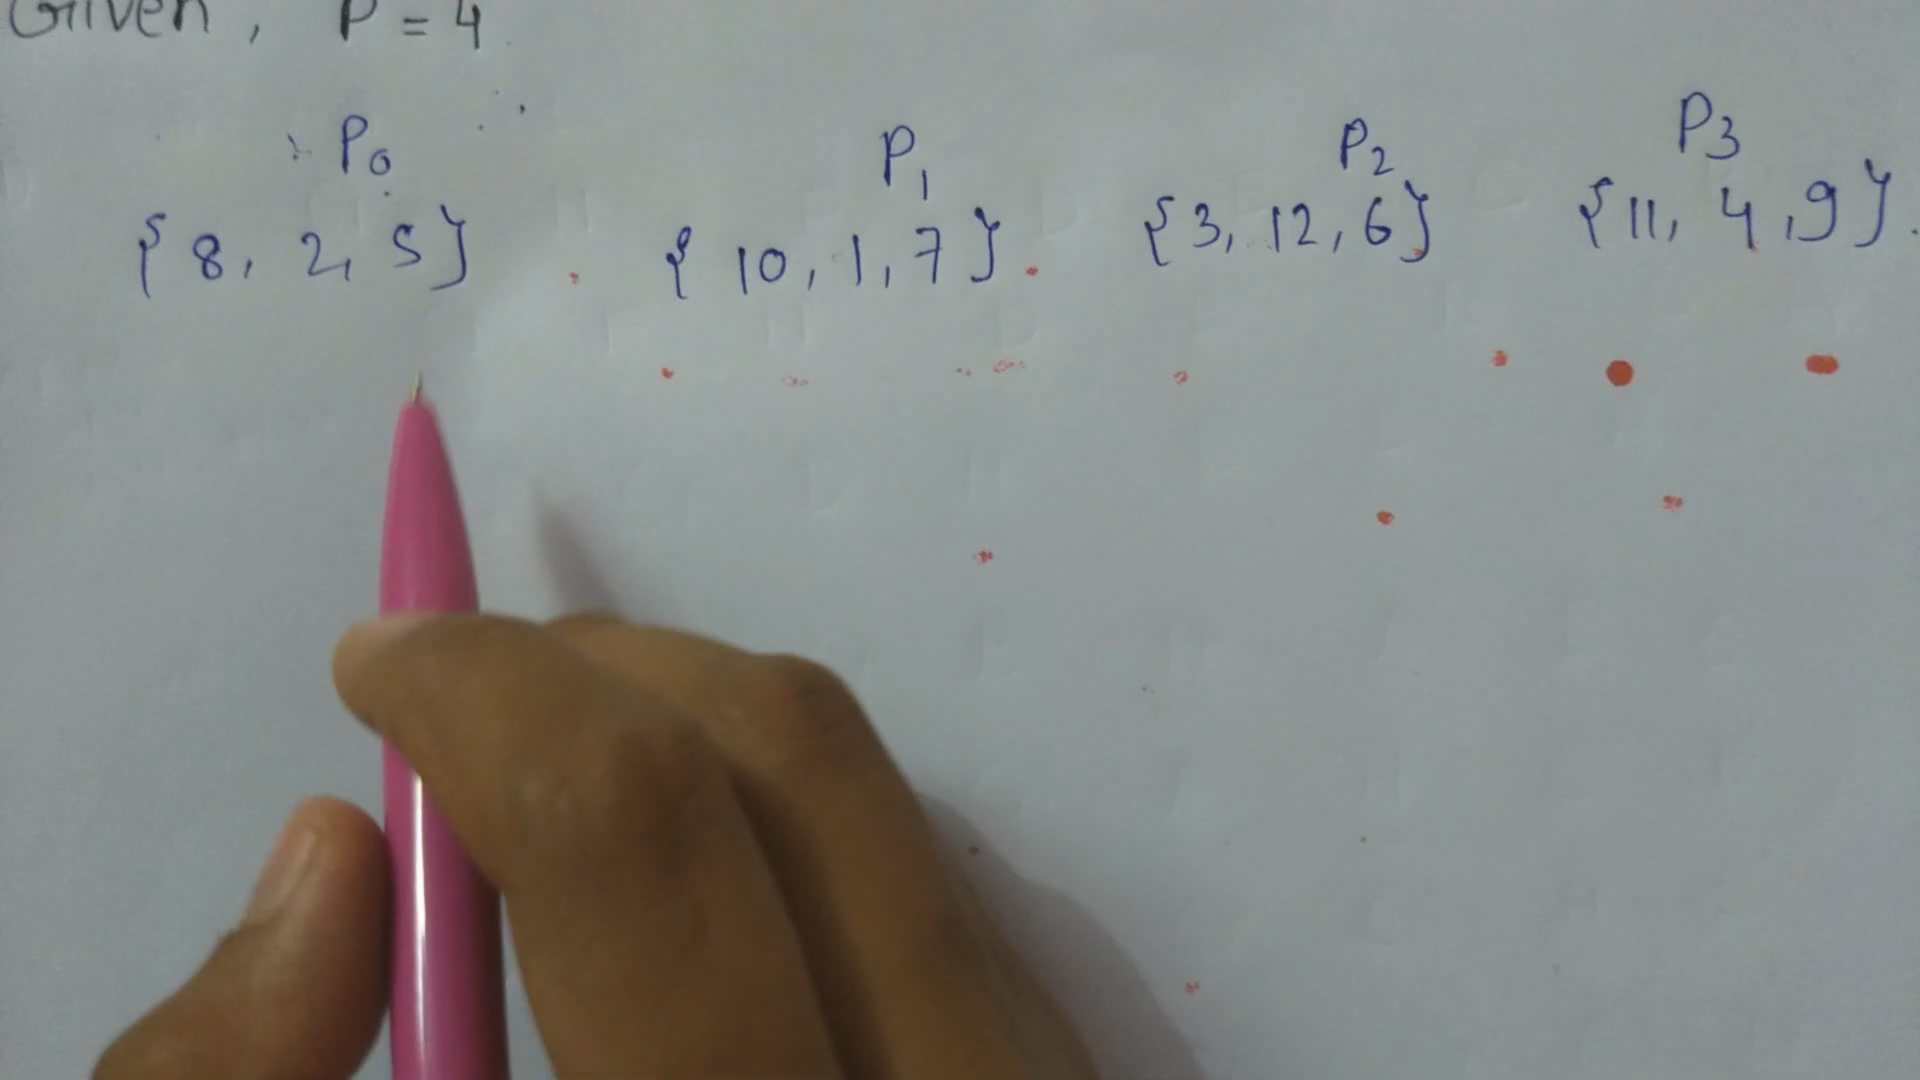 Given, P = 4
P0 P1 P2 P3
{ 8, 2, 5 } { 10, 1, 7 } { 3, 12, 6 } { 11, 4, 9 }.